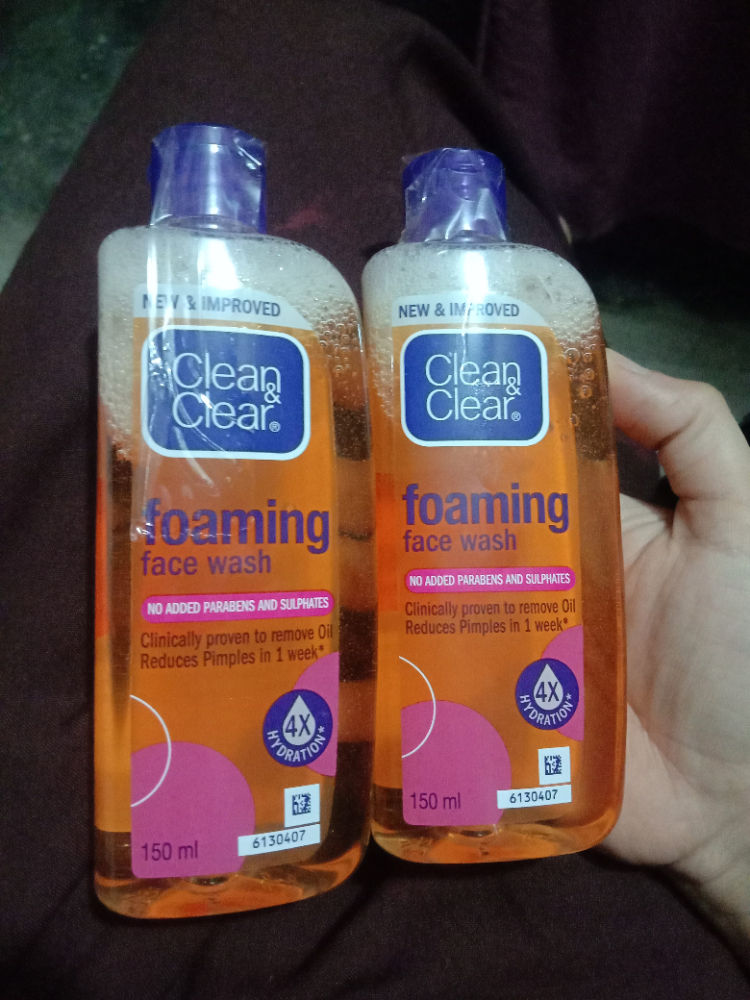 NEW & IMPROVED
Clean
&
Clear®
foaming
face wash
NO ADDED PARABENS AND SULPHATES
Clinically proven to remove Oil
Reduces Pimples in 1 week*
4X
HYDRATION*
150 ml
6130407
NEW & IMPROVED
Clean
&
Clear®
foaming
face wash
NO ADDED PARABENS AND SULPHATES
Clinically proven to remove Oil
Reduces Pimples in 1 week*
4X
HYDRATION*
150 ml
6130407